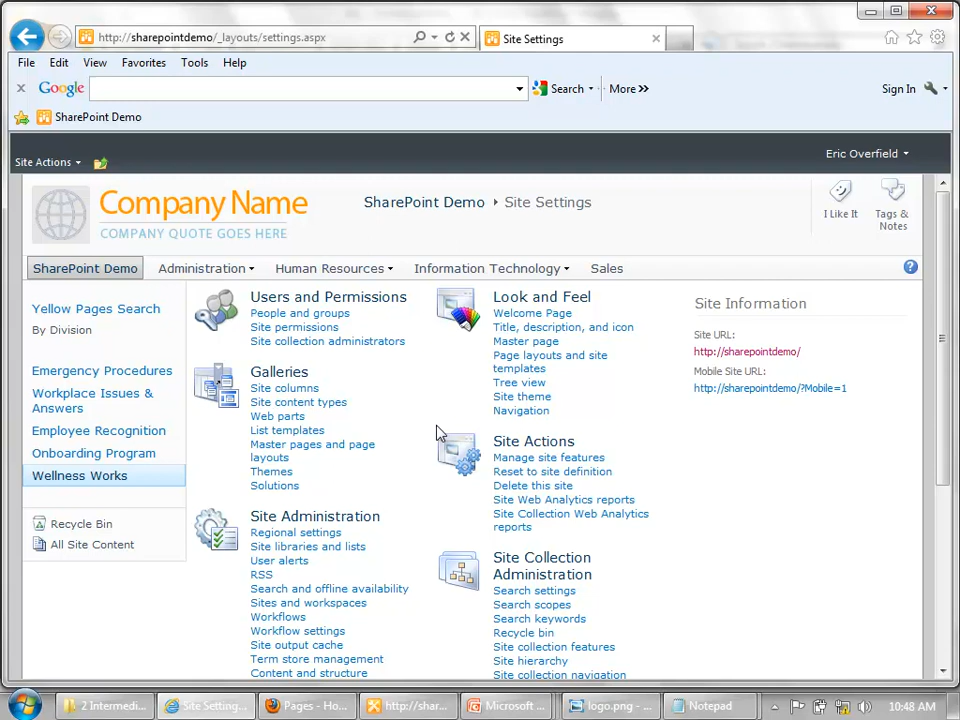 http://sharepointdemo/_layouts/settings.aspx
Site Settings
File Edit View Favorites Tools Help
Google Search More Sign In
SharePoint Demo
Site Actions
Eric Overfield
Company Name
COMPANY QUOTE GOES HERE
SharePoint Demo Site Settings
I Like It
Tags &
Notes
SharePoint Demo Administration Human Resources Information Technology Sales
Yellow Pages Search
By Division
Emergency Procedures
Workplace Issues &
Answers
Employee Recognition
Onboarding Program
Wellness Works
Recycle Bin
All Site Content
Users and Permissions
People and groups
Site permissions
Site collection administrators
Galleries
Site columns
Site content types
Web parts
List templates
Master pages and page
layouts
Themes
Solutions
Site Administration
Regional settings
Site libraries and lists
User alerts
RSS
Search and offline availability
Sites and workspaces
Workflows
Workflow settings
Site output cache
Term store management
Content and structure
Look and Feel
Welcome Page
Title, description, and icon
Master page
Page layouts and site
templates
Tree view
Site theme
Navigation
Site Actions
Manage site features
Reset to site definition
Delete this site
Site Web Analytics reports
Site Collection Web Analytics
reports
Site Collection
Administration
Search settings
Search scopes
Search keywords
Recycle bin
Site collection features
Site hierarchy
Site collection navigation
Site Information
Site URL:
http://sharepointdemo/
Mobile Site URL:
http://sharepointdemo/?Mobile=1
2 Intermedi... Site Setting... Pages - Ho... http://shar... Microsoft ... logo.png - ... Notepad 10:48 AM